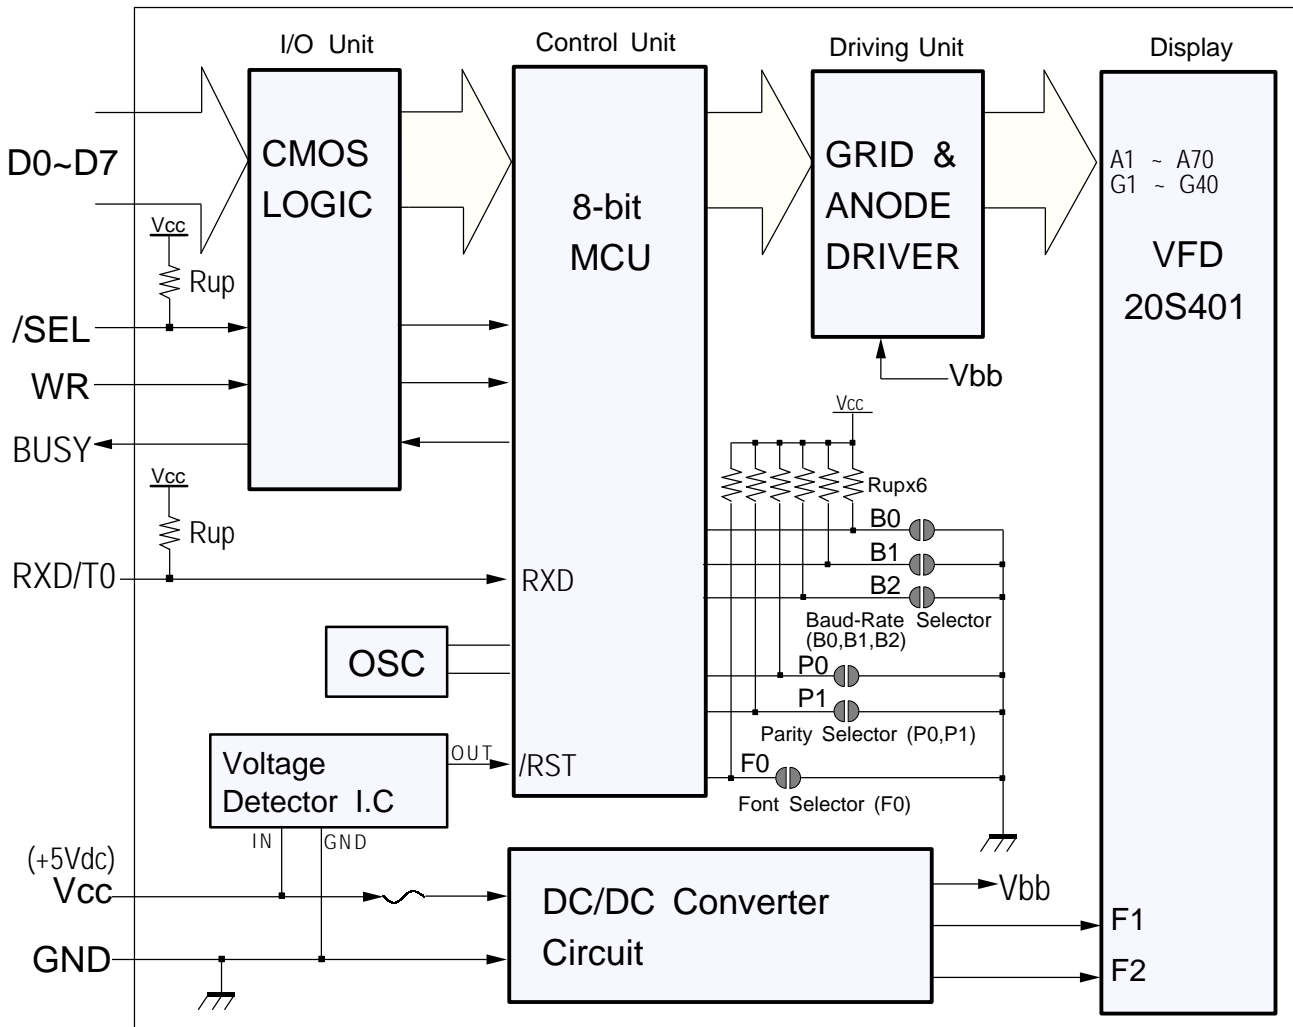 I/O Unit
Control Unit
Driving Unit
Display
D0~D7
CMOS
LOGIC
8-bit
MCU
GRID &
ANODE
DRIVER
A1 ~ A70
G1 ~ G40
VFD
20S401
Vcc
Rup
/SEL
WR
BUSY
Vbb
Vcc
Rupx6
Vcc
Rup
RXD/T0
RXD
B0
B1
B2
Baud-Rate Selector
(B0,B1,B2)
OSC
P0
P1
Parity Selector (P0,P1)
Voltage
Detector I.C
OUT
/RST
F0
Font Selector (F0)
IN
GND
(+5Vdc)
Vcc
GND
DC/DC Converter
Circuit
Vbb
F1
F2